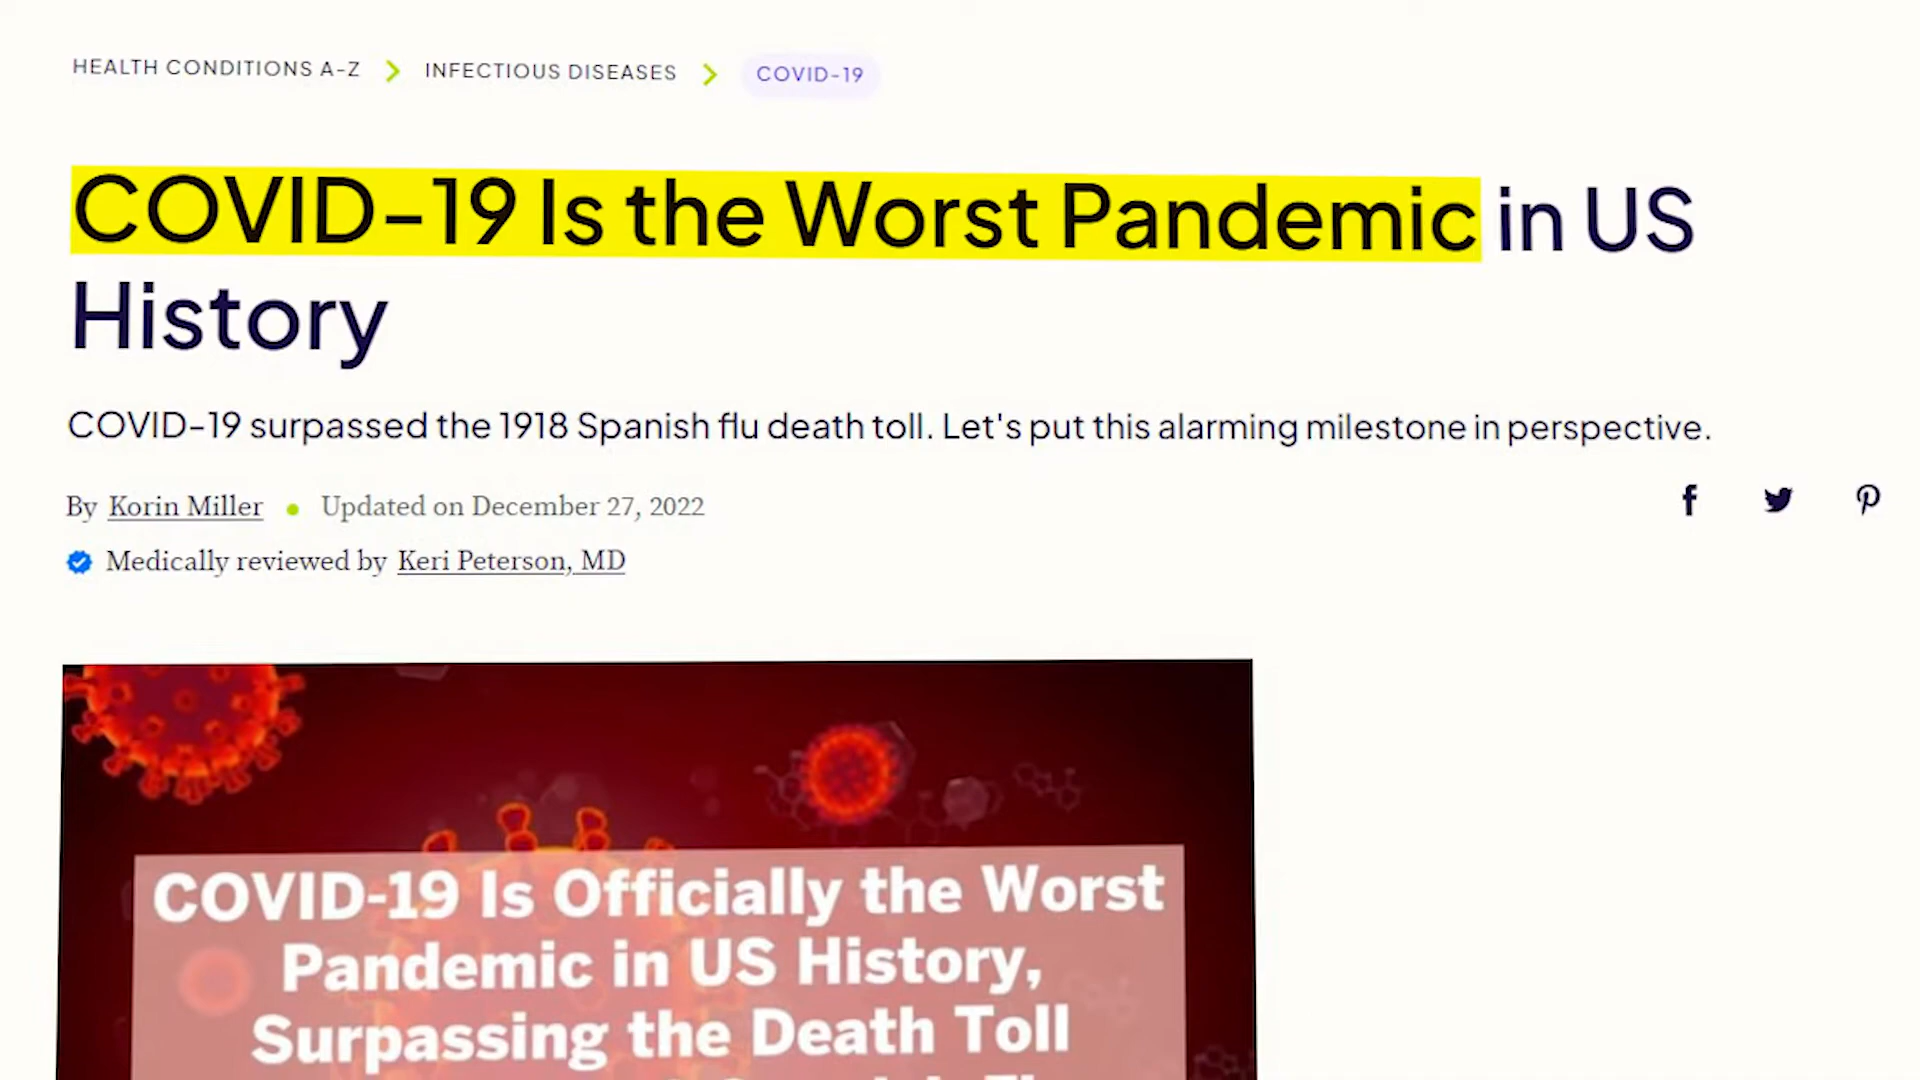 HEALTH CONDITIONS A-Z > INFECTIOUS DISEASES > COVID-19
COVID-19 Is the Worst Pandemic in US
History
COVID-19 surpassed the 1918 Spanish flu death toll. Let's put this alarming milestone in perspective.
By Korin Miller • Updated on December 27, 2022
Medically reviewed by Keri Peterson, MD
COVID-19 Is Officially the Worst
Pandemic in US History,
Surpassing the Death Toll